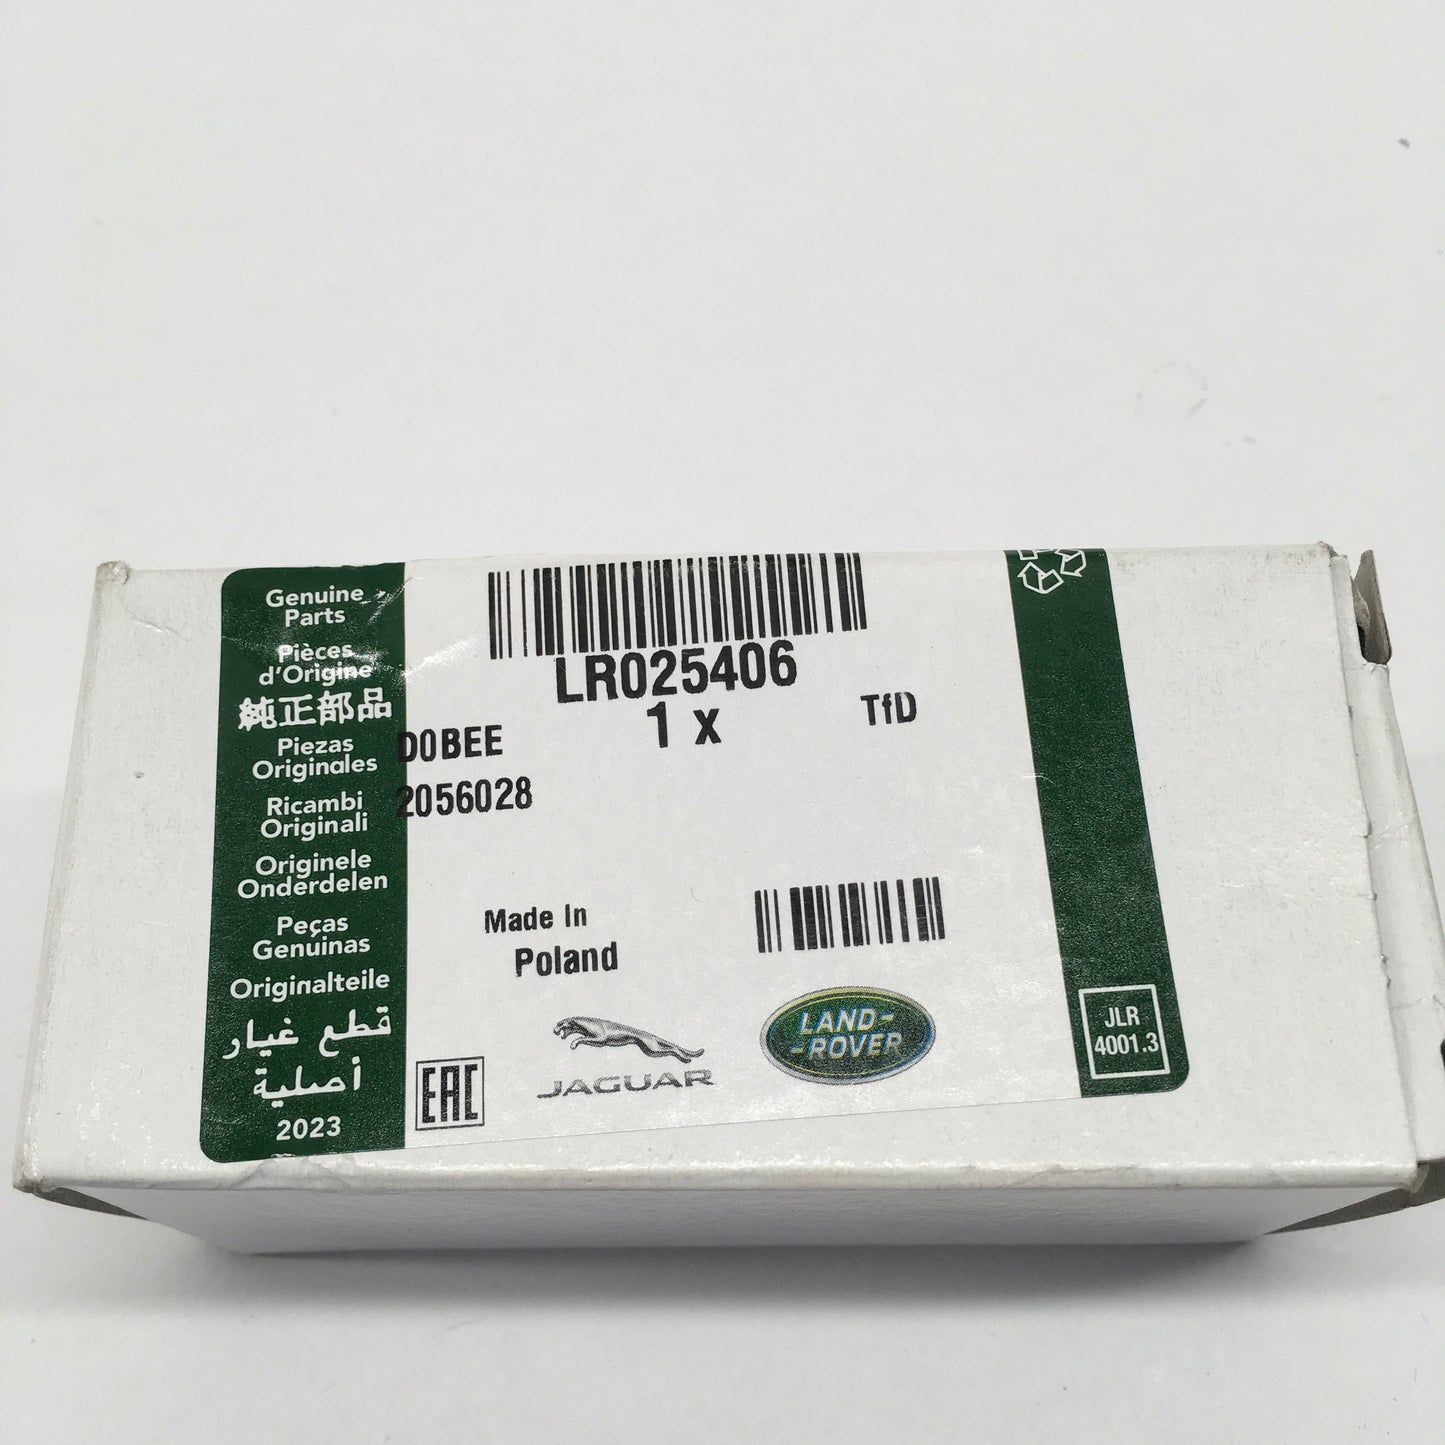 Genuine
Parts
Pièces
d'Origine
純正部品
Piezas
Originales
Ricambi
Originali
Originele
Onderdelen
Peças
Genuinas
Originalteile
قطع غيار
أصلية
2023
LR025406
1 x
TfD
D0BEE
2056028
Made In
Poland
EAC
JAGUAR
LAND-
-ROVER
JLR
4001.3